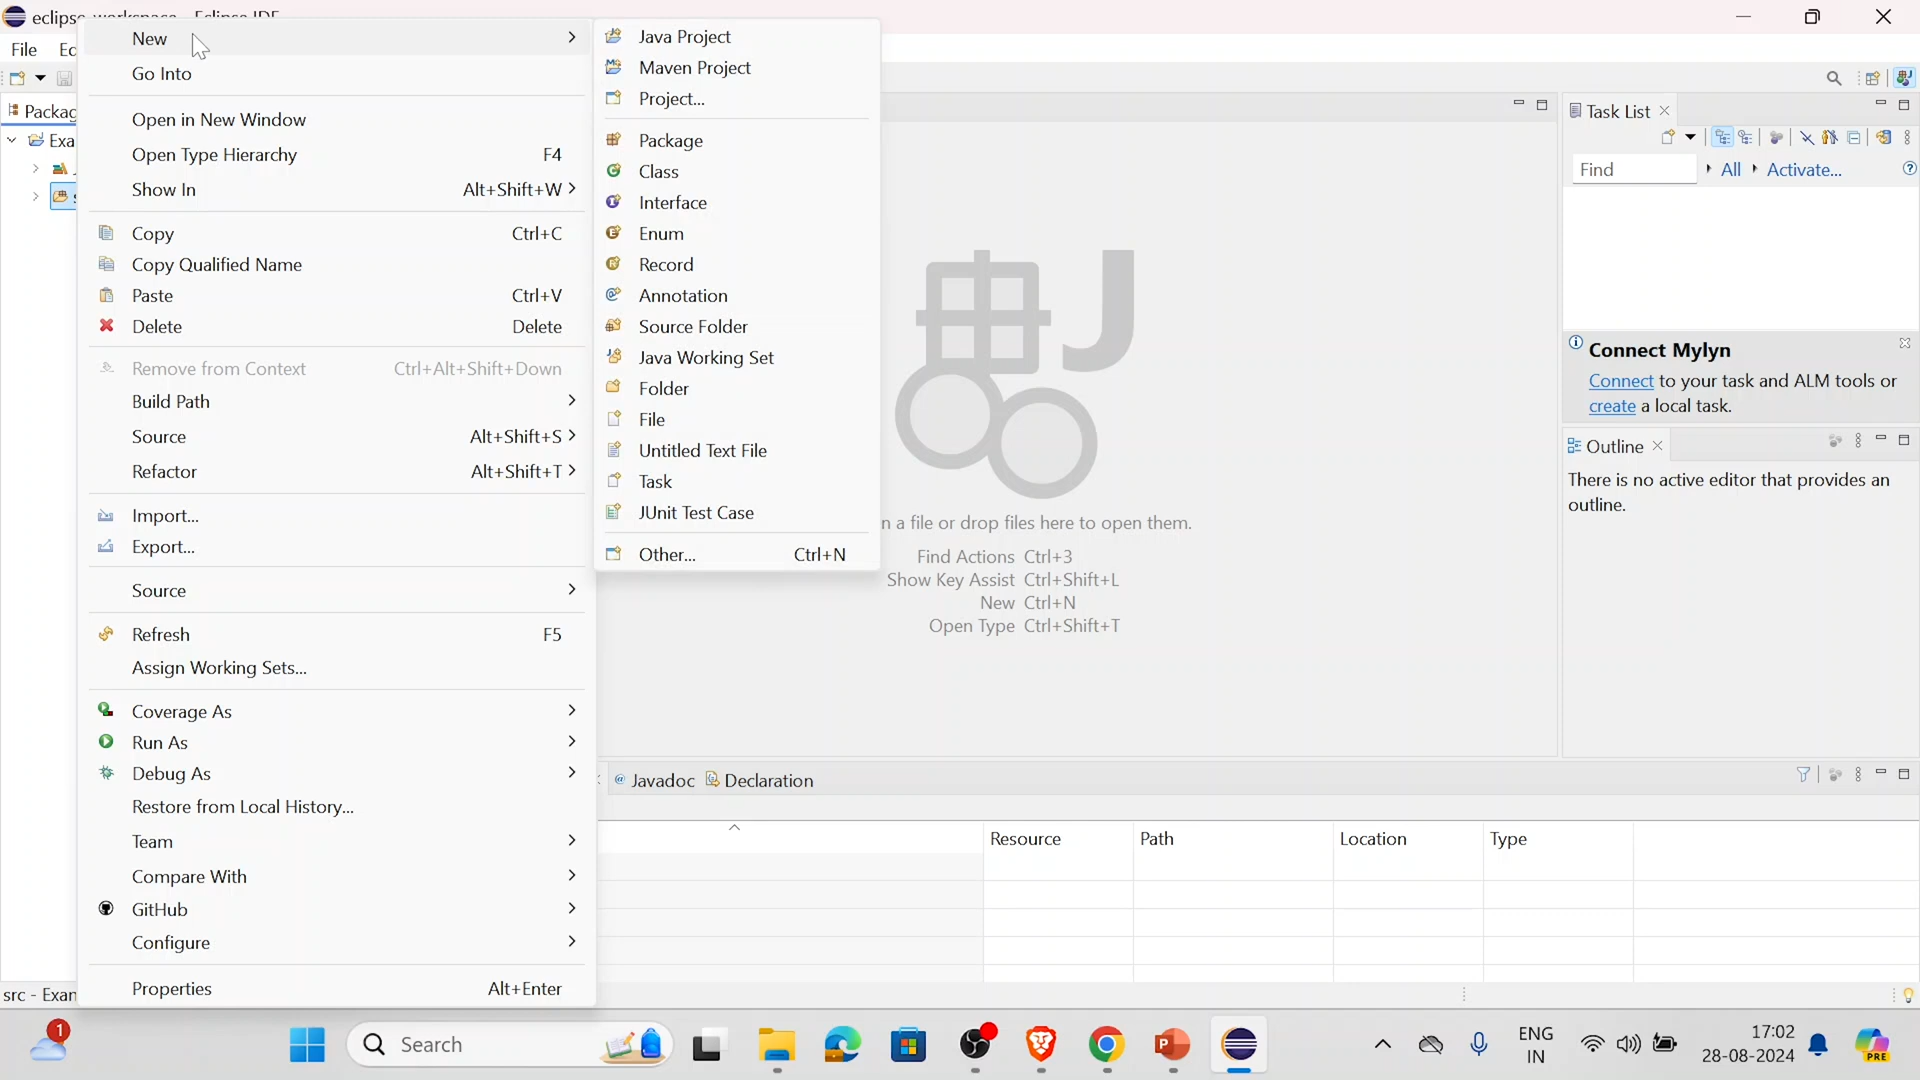 eclipse-workspace - Eclipse IDE
File
New
Go Into
Open in New Window
Open Type Hierarchy F4
Show In Alt+Shift+W
Copy Ctrl+C
Copy Qualified Name
Paste Ctrl+V
Delete Delete
Remove from Context Ctrl+Alt+Shift+Down
Build Path
Source Alt+Shift+S
Refactor Alt+Shift+T
Import...
Export...
Source
Refresh F5
Assign Working Sets...
Coverage As
Run As
Debug As
Restore from Local History...
Team
Compare With
GitHub
Configure
Properties Alt+Enter
Java Project
Maven Project
Project...
Package
Class
Interface
Enum
Record
Annotation
Source Folder
Java Working Set
Folder
File
Untitled Text File
Task
JUnit Test Case
Other... Ctrl+N
n a file or drop files here to open them.
Find Actions Ctrl+3
Show Key Assist Ctrl+Shift+L
New Ctrl+N
Open Type Ctrl+Shift+T
Task List
Find All Activate...
Connect Mylyn
Connect to your task and ALM tools or
create a local task.
Outline
There is no active editor that provides an
outline.
@ Javadoc Declaration
Resource Path Location Type
src - Exan
1
Search
ENG
IN
17:02
28-08-2024
PRE